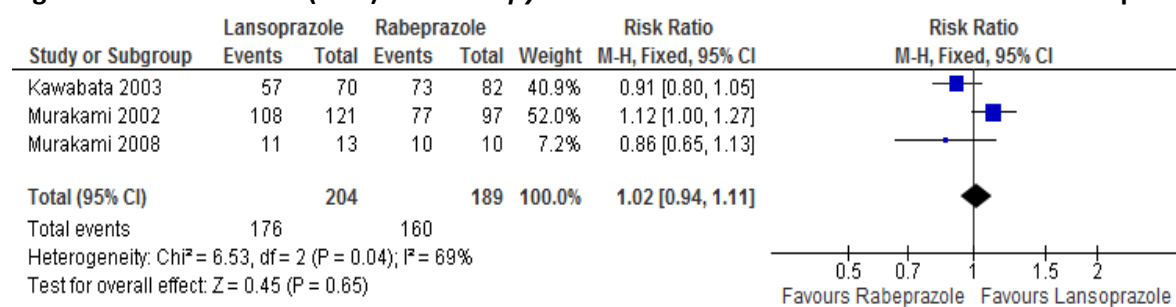 Lansoprazole Rabeprazole Risk Ratio Risk Ratio
Study or Subgroup Events Total Events Total Weight M-H, Fixed, 95% CI M-H, Fixed, 95% CI
Kawabata 2003 57 70 73 82 40.9% 0.91 [0.80, 1.05]
Murakami 2002 108 121 77 97 52.0% 1.12 [1.00, 1.27]
Murakami 2008 11 13 10 10 7.2% 0.86 [0.65, 1.13]
Total (95% CI) 204 189 100.0% 1.02 [0.94, 1.11]
Total events 176 160
Heterogeneity: Chi² = 6.53, df = 2 (P = 0.04); I² = 69%
Test for overall effect: Z = 0.45 (P = 0.65)
0.5 0.7 1 1.5 2
Favours Rabeprazole Favours Lansoprazole